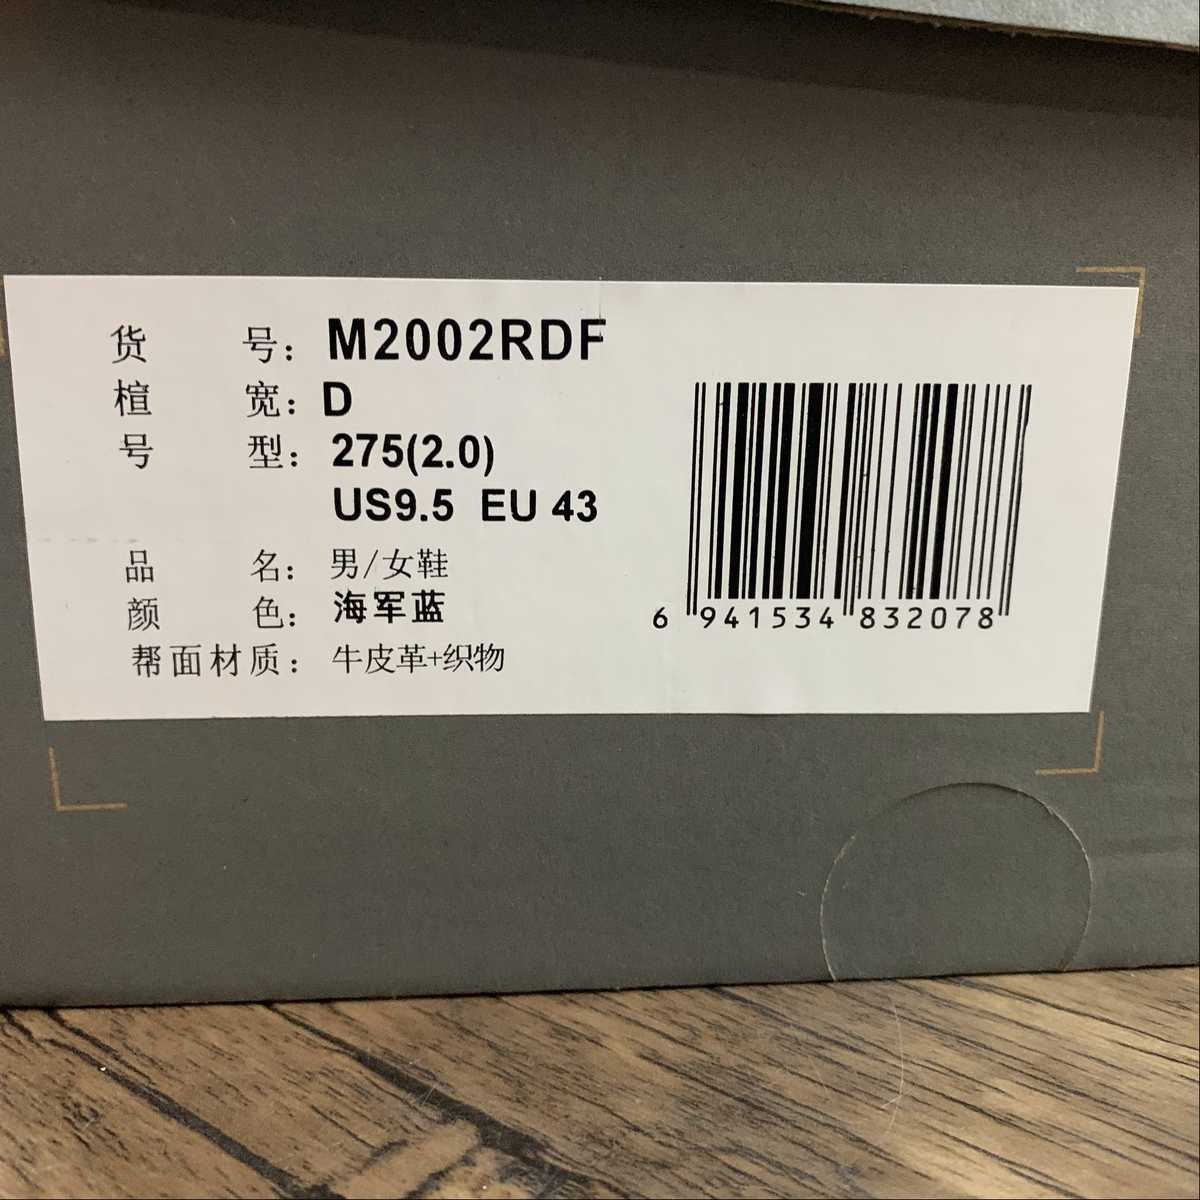 货 号: M2002RDF
楦 宽: D
号 型: 275(2.0)
US9.5 EU 43
品 名: 男/女鞋
颜 色: 海军蓝
帮面材质: 牛皮革+织物
6 941534 832078